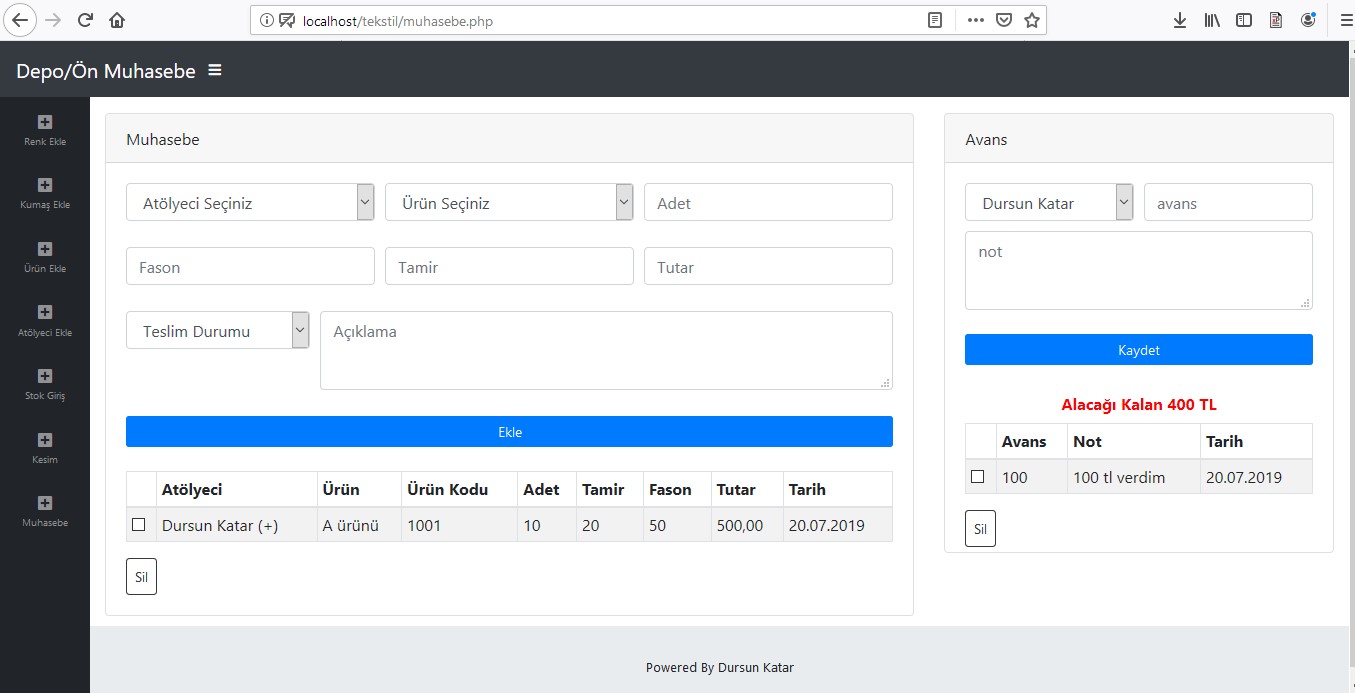 localhost/tekstil/muhasebe.php
Depo/Ön Muhasebe
Renk Ekle
Kumaş Ekle
Ürün Ekle
Atölyeci Ekle
Stok Giriş
Kesim
Muhasebe
Muhasebe
Atölyeci Seçiniz Ürün Seçiniz Adet
Fason Tamir Tutar
Teslim Durumu Açıklama
Ekle
Atölyeci Ürün Ürün Kodu Adet Tamir Fason Tutar Tarih
Dursun Katar (+) A ürünü 1001 10 20 50 500,00 20.07.2019
Sil
Avans
Dursun Katar avans
not
Kaydet
Alacağı Kalan 400 TL
Avans Not Tarih
100 100 tl verdim 20.07.2019
Sil
Powered By Dursun Katar